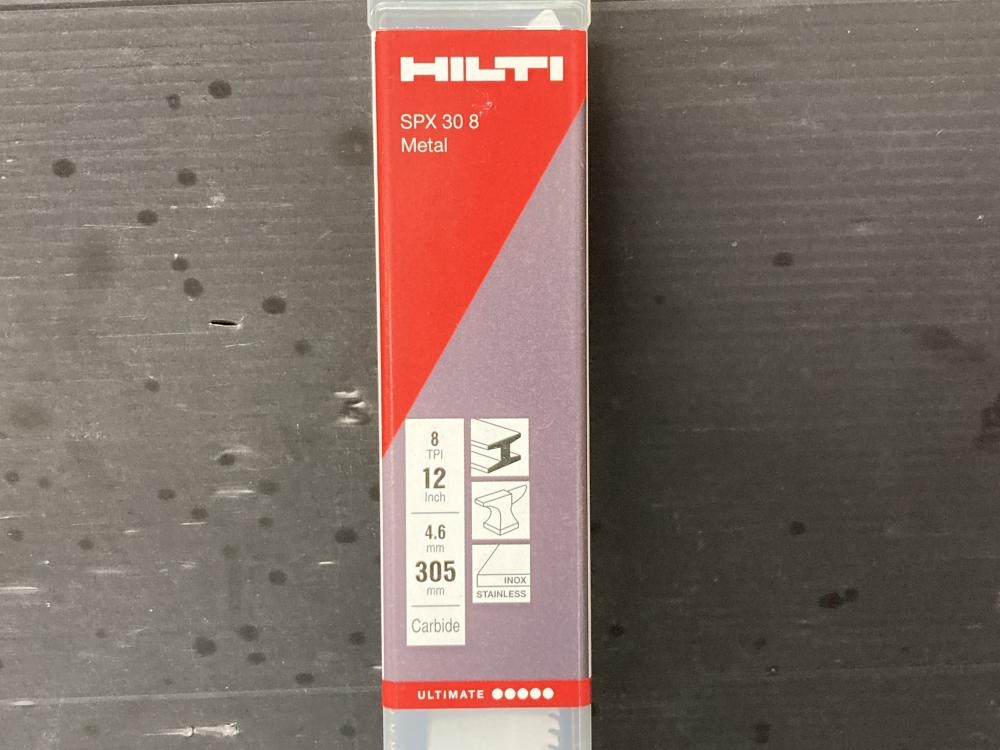 HILTI
SPX 30 8
Metal
8
TPI
12
Inch
4.6
mm
305
mm
Carbide
INOX
STAINLESS
ULTIMATE